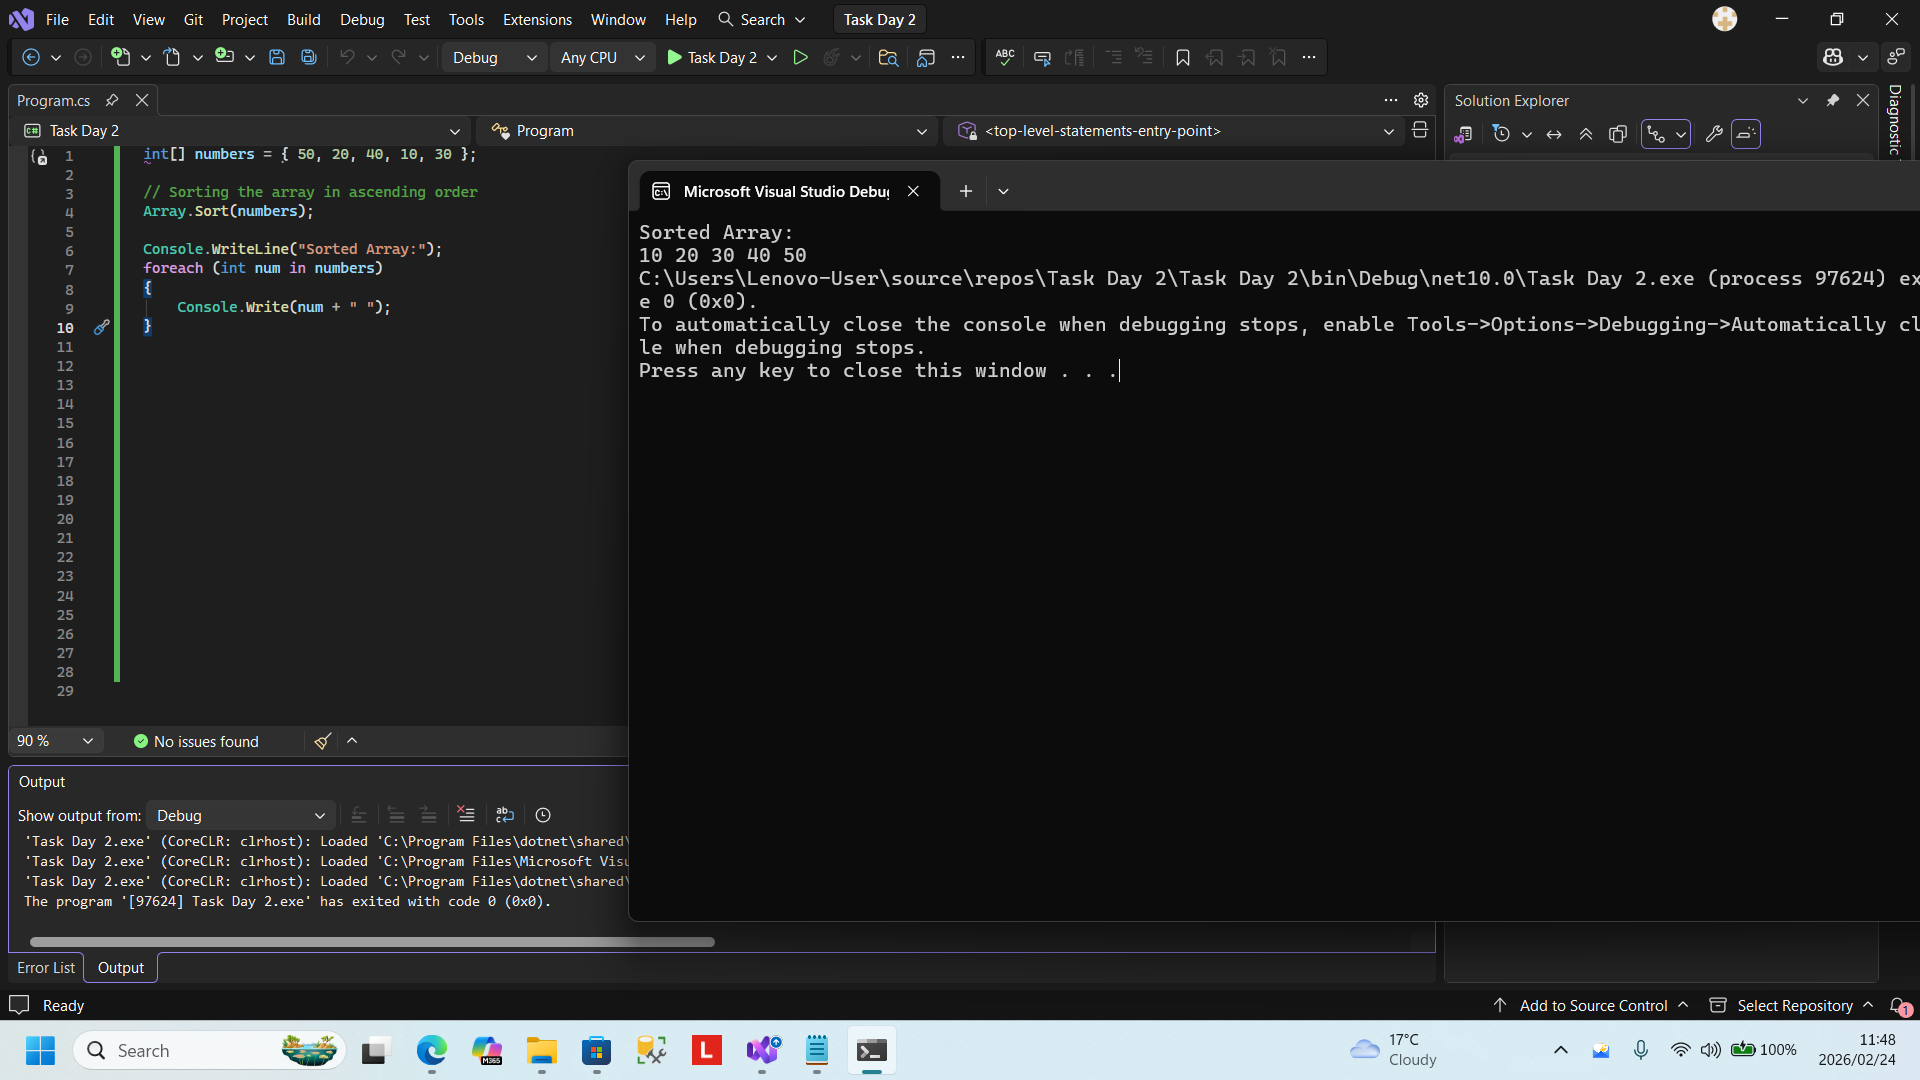 File Edit View Git Project Build Debug Test Tools Extensions Window Help Search Task Day 2
Debug Any CPU Task Day 2
Program.cs
Task Day 2 Program <top-level-statements-entry-point>
Solution Explorer
Diagnostic
1 int[] numbers = { 50, 20, 40, 10, 30 };
2
3 // Sorting the array in ascending order
4 Array.Sort(numbers);
5
6 Console.WriteLine("Sorted Array:");
7 foreach (int num in numbers)
8 {
9 Console.Write(num + " ");
10 }
11
12
13
14
15
16
17
18
19
20
21
22
23
24
25
26
27
28
29
Microsoft Visual Studio Debu
Sorted Array:
10 20 30 40 50
C:\Users\Lenovo-User\source\repos\Task Day 2\Task Day 2\bin\Debug\net10.0\Task Day 2.exe (process 97624) ex
e 0 (0x0).
To automatically close the console when debugging stops, enable Tools->Options->Debugging->Automatically cl
le when debugging stops.
Press any key to close this window . . .
90 % No issues found
Output
Show output from: Debug
'Task Day 2.exe' (CoreCLR: clrhost): Loaded 'C:\Program Files\dotnet\shared\
'Task Day 2.exe' (CoreCLR: clrhost): Loaded 'C:\Program Files\Microsoft Visu
'Task Day 2.exe' (CoreCLR: clrhost): Loaded 'C:\Program Files\dotnet\shared\
The program '[97624] Task Day 2.exe' has exited with code 0 (0x0).
Error List Output
Ready Add to Source Control Select Repository 1
Search M365 L 17°C Cloudy 100% 11:48 2026/02/24